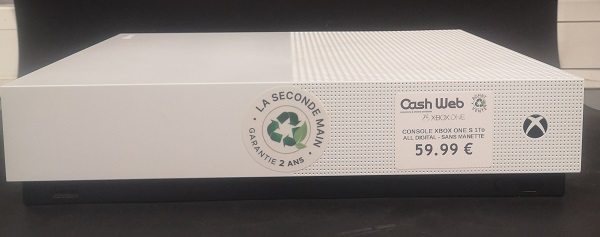 LA SECONDE MAIN
GARANTIE 2 ANS
Cash Web
XBOX ONE
CONSOLE XBOX ONE S 1To
ALL DIGITAL - SANS MANETTE
59.99 €